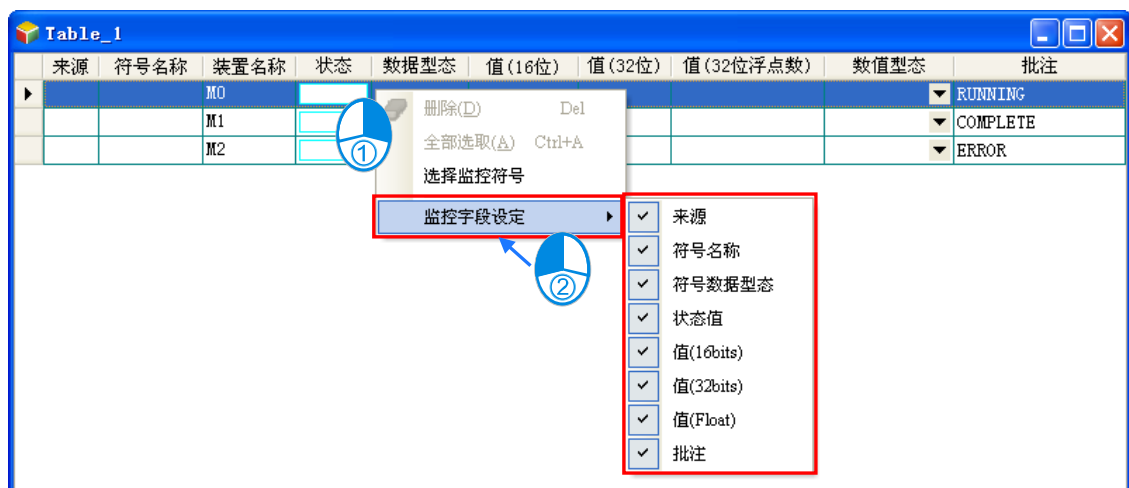 Table_1
来源 符号名称 装置名称 状态 数据型态 值(16位) 值(32位) 值(32位浮点数) 数值型态 批注
M0 RUNNING
M1 COMPLETE
M2 ERROR
册除(D) Del
全部选取(A) Ctrl+A
选择监控符号
监控字段设定
①
②
来源
符号名称
符号数据型态
状态值
值(16bits)
值(32bits)
值(Float)
批注